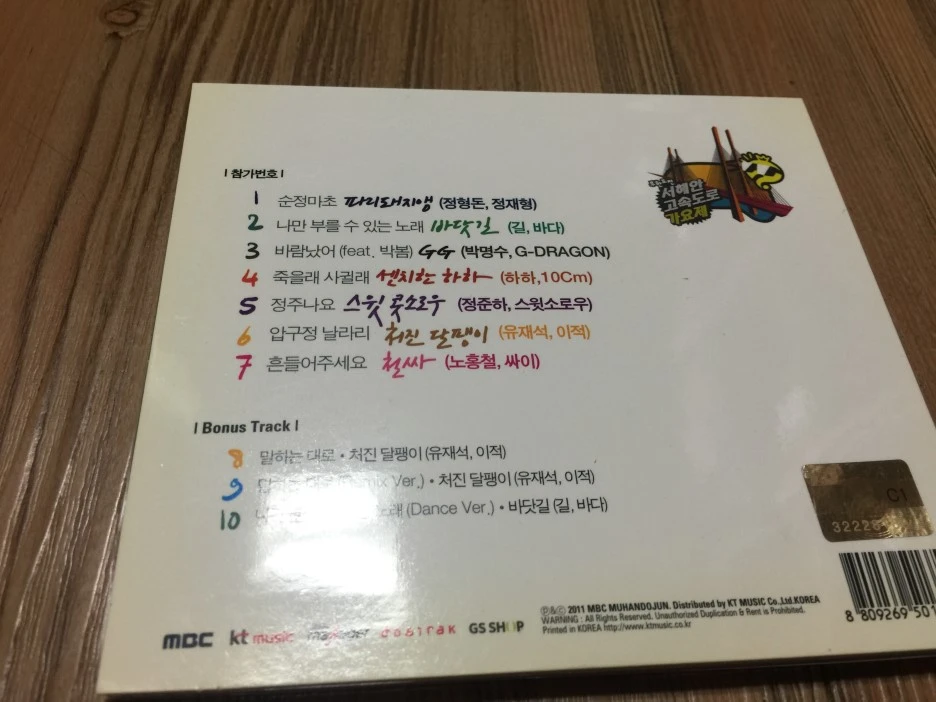 서해안
고속도로
가요제
| 참가번호 |
1 순정마초 파리돼지앵 (정형돈, 정재형)
2 나만 부를 수 있는 노래 바닷길 (길, 바다)
3 바람났어 (feat. 박봄) GG (박명수, G-DRAGON)
4 죽을래 사귈래 센치한 하하 (하하,10Cm)
5 정주나요 스윗콧소로우 (정준하, 스윗소로우)
6 압구정 날라리 처진 달팽이 (유재석, 이적)
7 흔들어주세요 철싸 (노홍철, 싸이)
| Bonus Track |
8 말하는 대로 • 처진 달팽이 (유재석, 이적)
9 Ver.) • 처진 달팽이 (유재석, 이적)
10 (Dance Ver.) • 바닷길 (길, 바다)
C1
32228
8 809269 501
℗&© 2011 MBC MUHANDOJUN. Distributed by KT MUSIC Co.,Ltd.KOREA
WARNING : All Rights Reserved. Unauthorized Duplication & Rent is Prohibited.
Printed in KOREA http://www.ktmusic.co.kr
MBC kt music GS SHOP